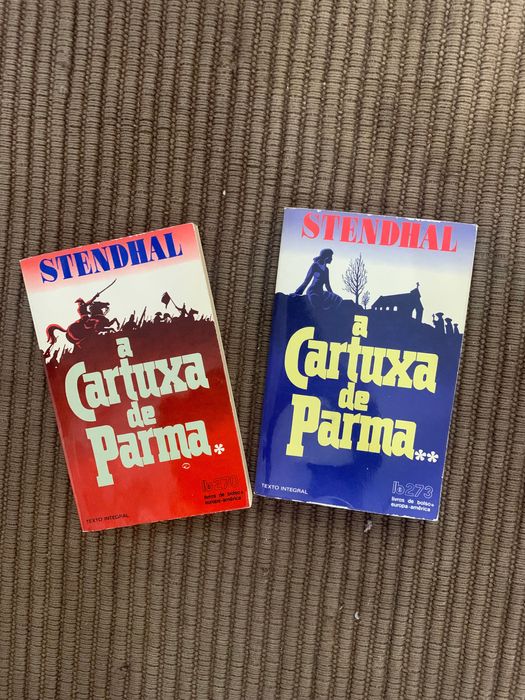 STENDHAL
a
Cartuxa
de
Parma*
lb 270
livros de bolso
europa-américa
TEXTO INTEGRAL
STENDHAL
a
Cartuxa
de
Parma**
lb 273
livros de bolso
europa-américa
TEXTO INTEGRAL